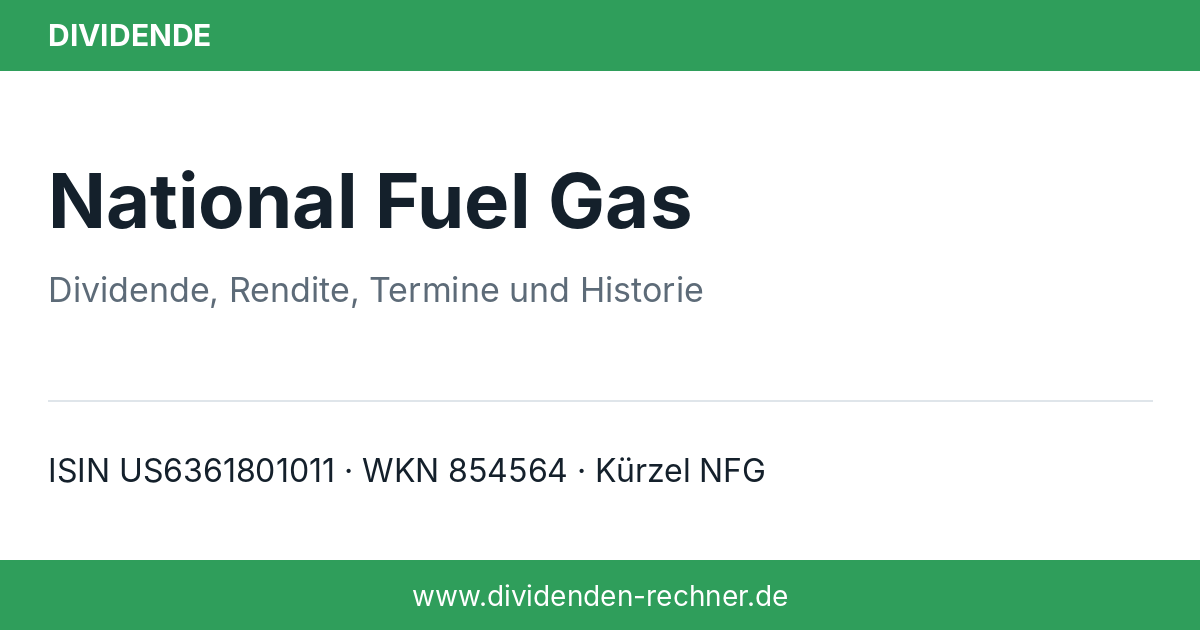 DIVIDENDE
National Fuel Gas
Dividende, Rendite, Termine und Historie
ISIN US6361801011 · WKN 854564 · Kürzel NFG
www.dividenden-rechner.de